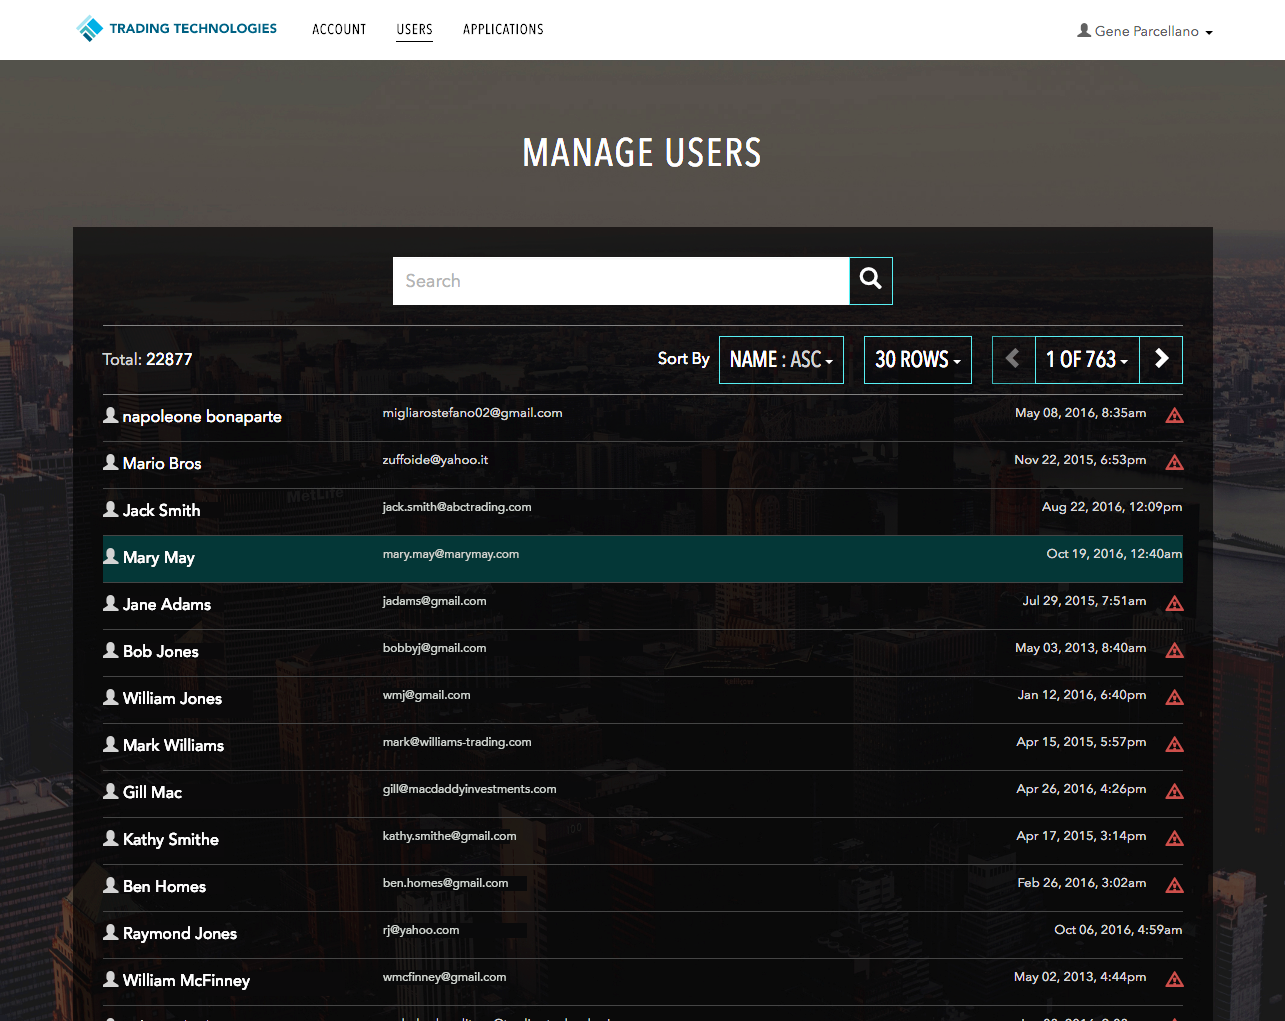 TRADING TECHNOLOGIES ACCOUNT USERS APPLICATIONS Gene Parcellano
MANAGE USERS
Search
Total: 22877 Sort By NAME : ASC 30 ROWS 1 OF 763
napoleone bonaparte migliarostefano02@gmail.com May 08, 2016, 8:35am
Mario Bros zuffoide@yahoo.it Nov 22, 2015, 6:53pm
MetLife
Jack Smith jack.smith@abctrading.com Aug 22, 2016, 12:09pm
Mary May mary.may@marymay.com Oct 19, 2016, 12:40am
Jane Adams jadams@gmail.com Jul 29, 2015, 7:51am
Bob Jones bobbyj@gmail.com May 03, 2013, 8:40am
William Jones wmj@gmail.com Jan 12, 2016, 6:40pm
Mark Williams mark@williams-trading.com Apr 15, 2015, 5:57pm
Gill Mac gill@macdaddyinvestments.com Apr 26, 2016, 4:26pm
Kathy Smithe kathy.smithe@gmail.com Apr 17, 2015, 3:14pm
Ben Homes ben.homes@gmail.com Feb 26, 2016, 3:02am
Raymond Jones rj@yahoo.com Oct 06, 2016, 4:59am
William McFinney wmcfinney@gmail.com May 02, 2013, 4:44pm